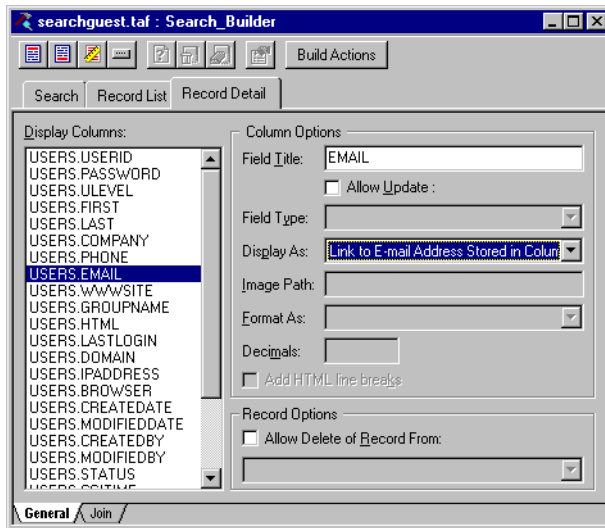 searchguest.taf : Search_Builder
Build Actions
Search Record List Record Detail
Display Columns:
USERS.USERID
USERS.PASSWORD
USERS.ULEVEL
USERS.FIRST
USERS.LAST
USERS.COMPANY
USERS.PHONE
USERS.EMAIL
USERS.WWWSITE
USERS.GROUPNAME
USERS.HTML
USERS.LASTLOGIN
USERS.DOMAIN
USERS.IPADDRESS
USERS.BROWSER
USERS.CREATEDATE
USERS.MODIFIEDDATE
USERS.CREATEDBY
USERS.MODIFIEDBY
USERS.STATUS
Column Options
Field Title: EMAIL
Allow Update :
Field Type:
Display As: Link to E-mail Address Stored in Colum
Image Path:
Format As:
Decimals:
Add HTML line breaks
Record Options
Allow Delete of Record From:
General Join